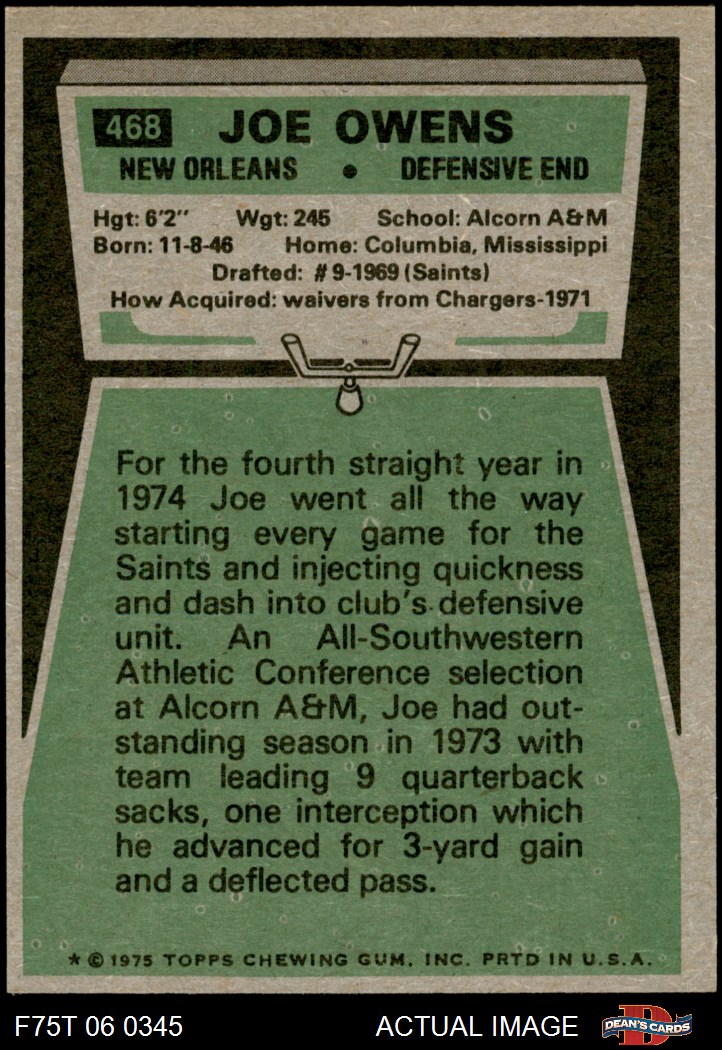 468 JOE OWENS
NEW ORLEANS • DEFENSIVE END
Hgt: 6'2" Wgt: 245 School: Alcorn A&M
Born: 11-8-46 Home: Columbia, Mississippi
Drafted: #9-1969 (Saints)
How Acquired: waivers from Chargers-1971
For the fourth straight year in
1974 Joe went all the way
starting every game for the
Saints and injecting quickness
and dash into club's defensive
unit. An All-Southwestern
Athletic Conference selection
at Alcorn A&M, Joe had out-
standing season in 1973 with
team leading 9 quarterback
sacks, one interception which
he advanced for 3-yard gain
and a deflected pass.
* © 1975 TOPPS CHEWING GUM, INC. PRTD IN U.S.A.
F75T 06 0345 ACTUAL IMAGE D DEAN'S CARDS